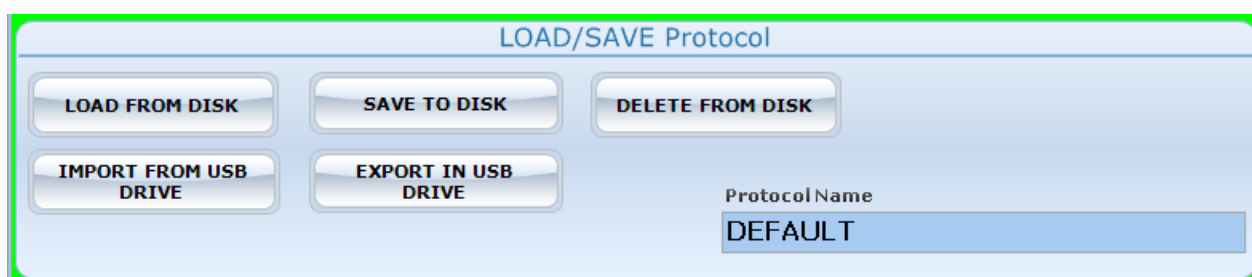 LOAD/SAVE Protocol
LOAD FROM DISK
SAVE TO DISK
DELETE FROM DISK
IMPORT FROM USB
DRIVE
EXPORT IN USB
DRIVE
Protocol Name
DEFAULT